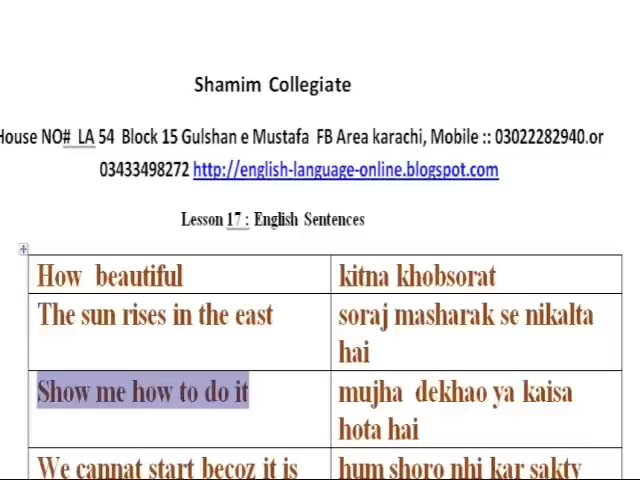 Shamim Collegiate
House NO# LA 54 Block 15 Gulshan e Mustafa FB Area karachi, Mobile :: 03022282940.or
03433498272 http://english-language-online.blogspot.com
Lesson 17 : English Sentences
How beautiful
kitna khobsorat
The sun rises in the east
soraj masharak se nikalta
hai
Show me how to do it
mujha dekhao ya kaisa
hota hai
We cannat start becoz it is
hum shoro nhi kar sakty